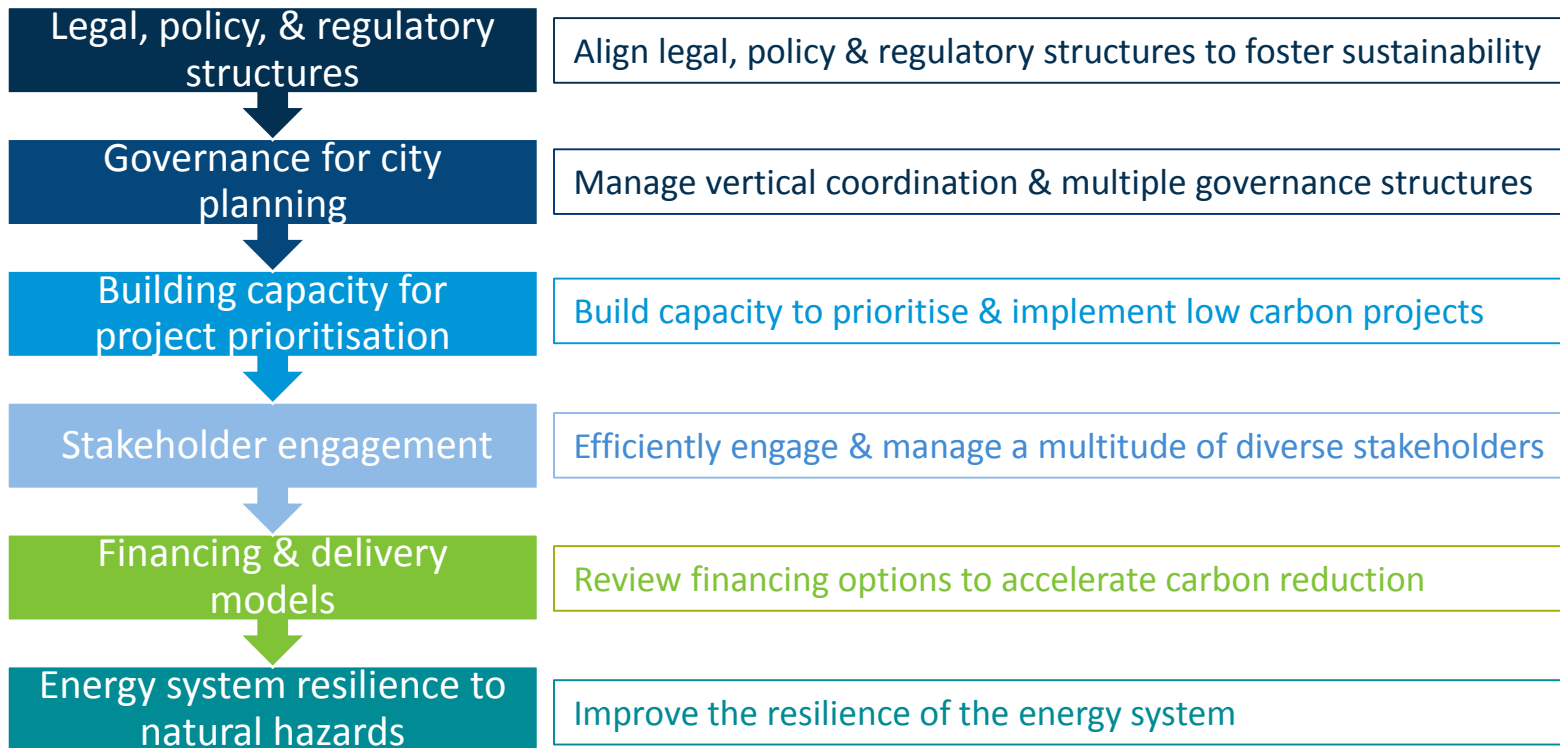 Legal, policy, & regulatory
structures
Align legal, policy & regulatory structures to foster sustainability
Governance for city
planning
Manage vertical coordination & multiple governance structures
Building capacity for
project prioritisation
Build capacity to prioritise & implement low carbon projects
Stakeholder engagement
Efficiently engage & manage a multitude of diverse stakeholders
Financing & delivery
models
Review financing options to accelerate carbon reduction
Energy system resilience to
natural hazards
Improve the resilience of the energy system